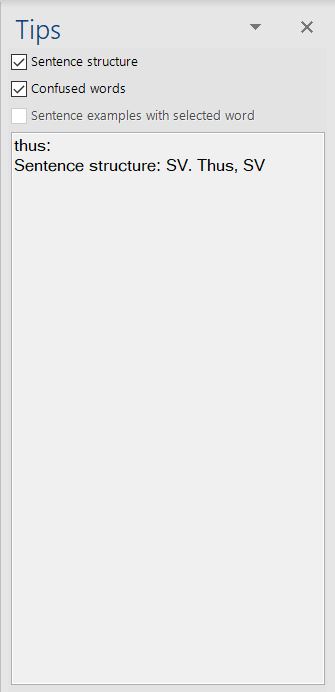 Tips
Sentence structure
Confused words
Sentence examples with selected word
thus:
Sentence structure: SV. Thus, SV